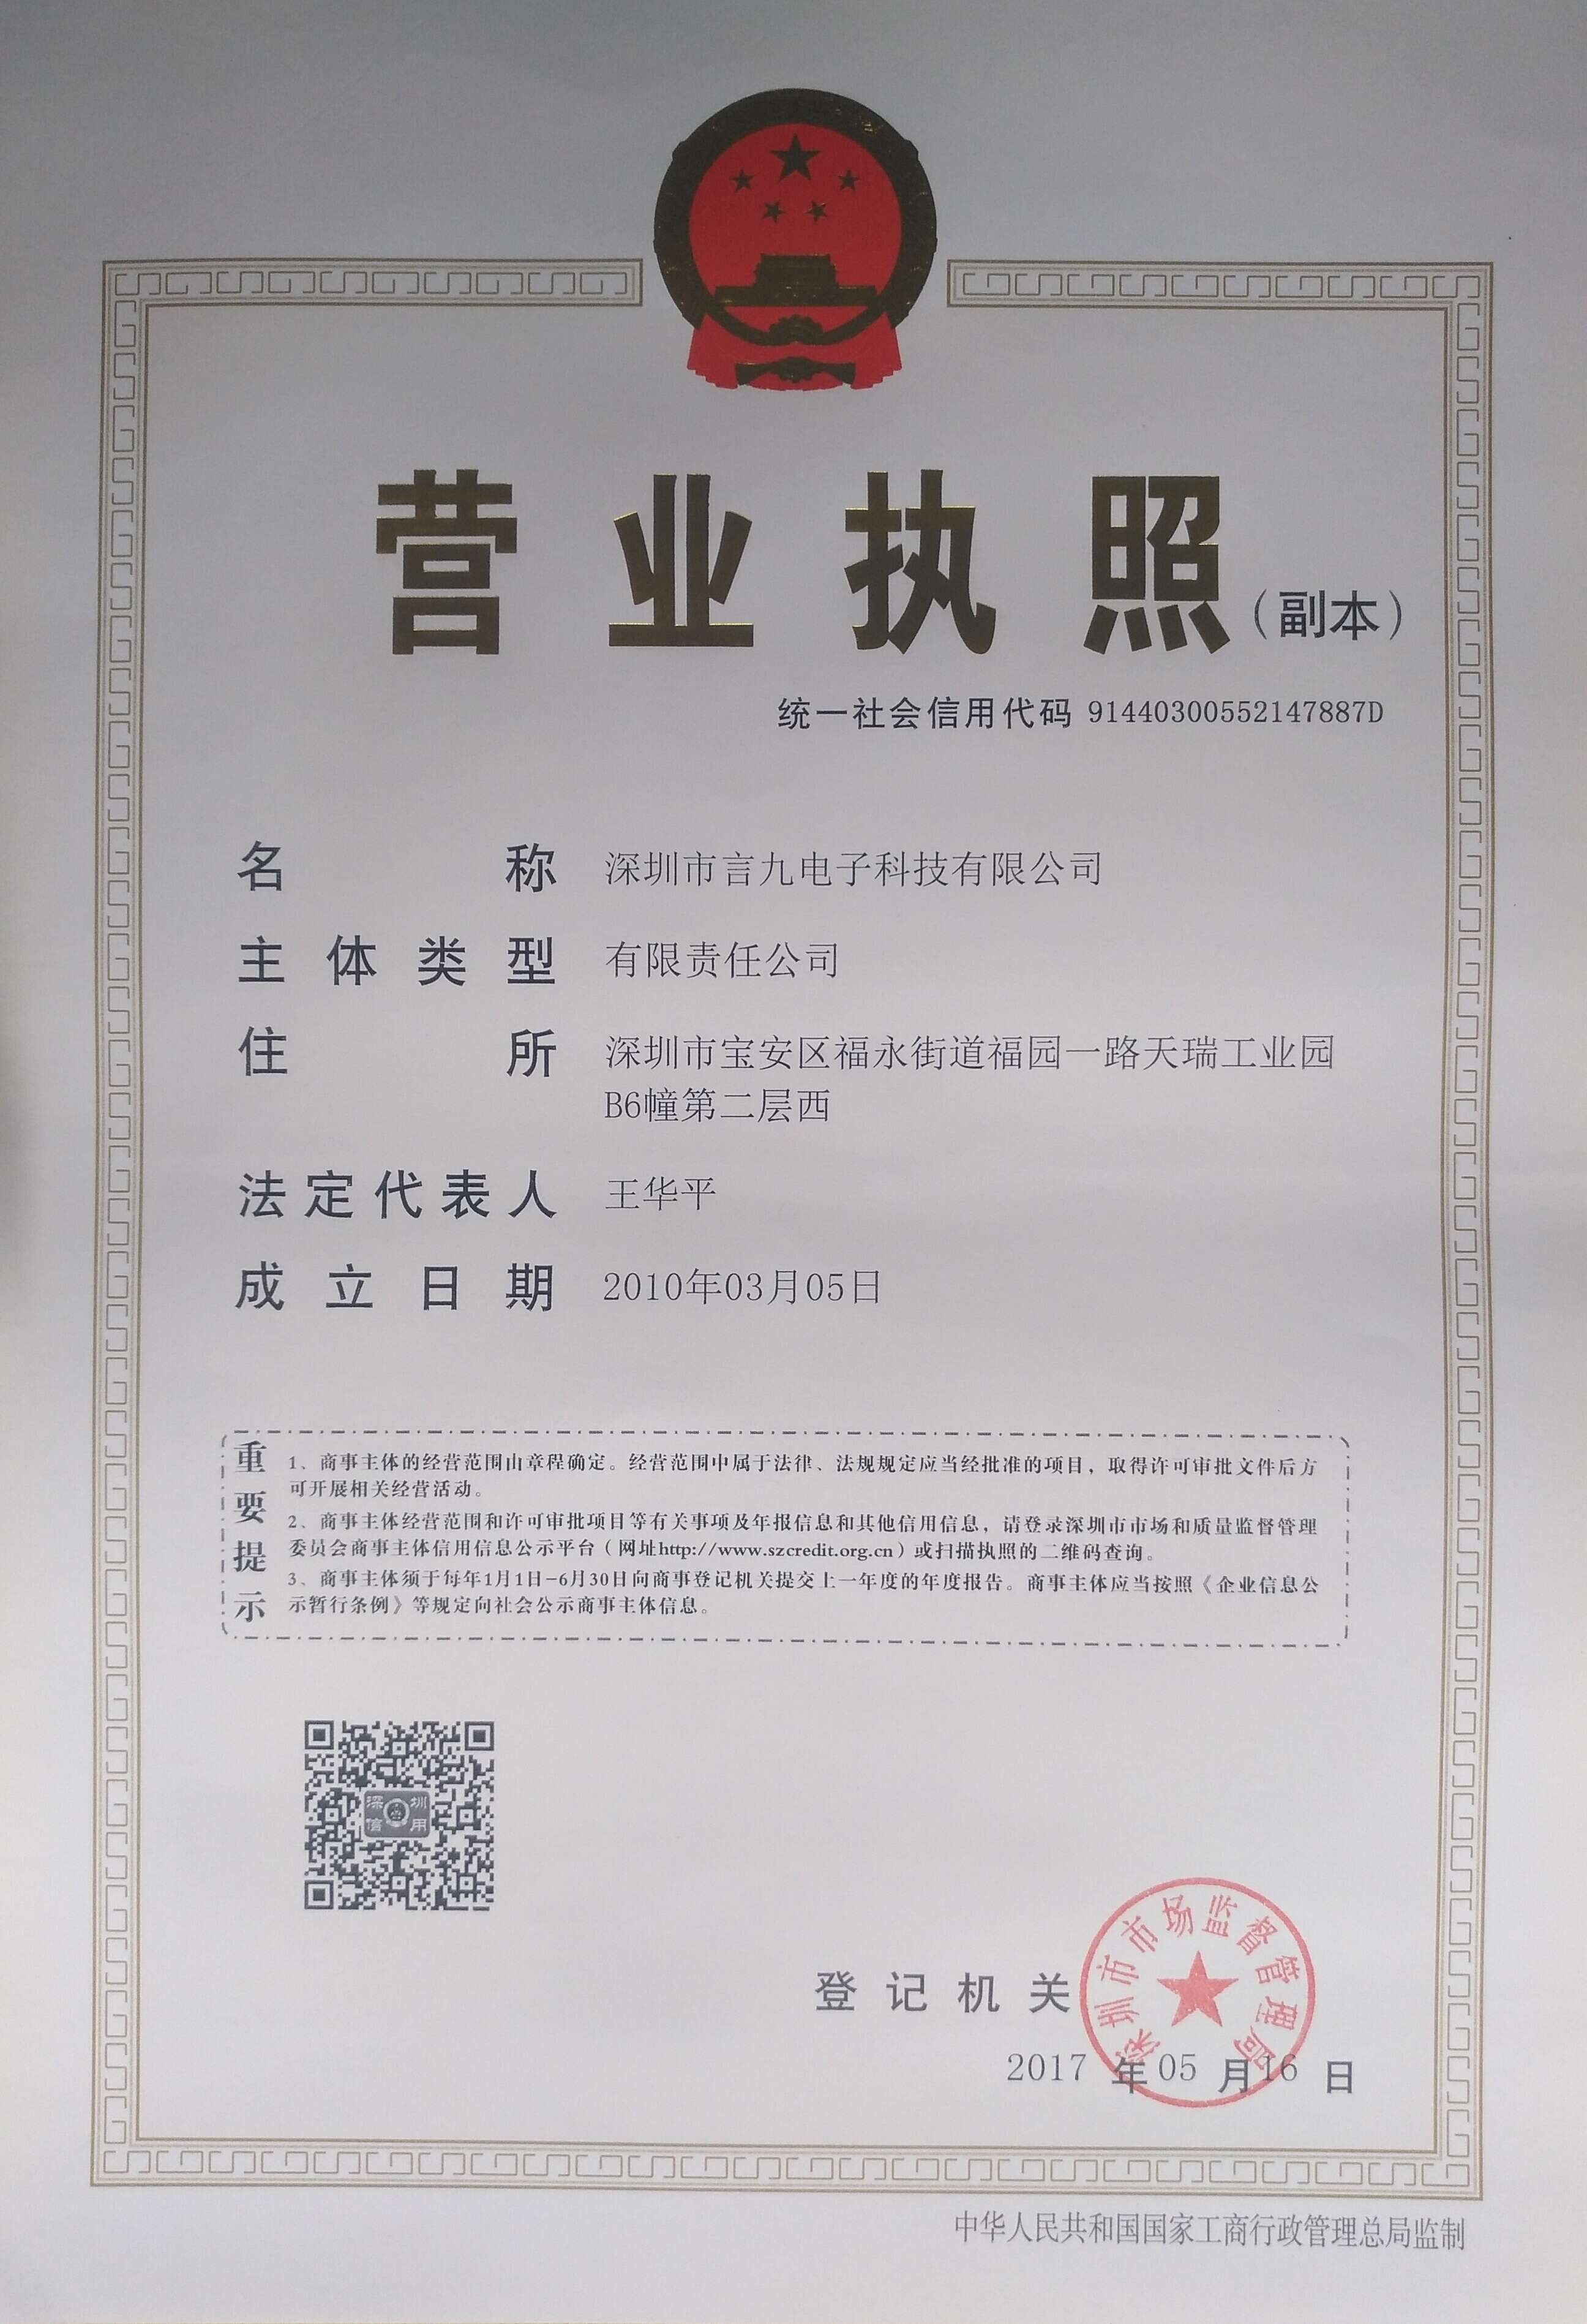 营业执照(副本)
统一社会信用代码 91440300552147887D
名称 深圳市言九电子科技有限公司
主体类型 有限责任公司
住所 深圳市宝安区福永街道福园一路天瑞工业园
B6幢第二层西
法定代表人 王华平
成立日期 2010年03月05日
重要提示
1、商事主体的经营范围由章程确定。经营范围中属于法律、法规规定应当经批准的项目，取得许可审批文件后方
可开展相关经营活动。
2、商事主体经营范围和许可审批项目等有关事项及年报信息和其他信用信息，请登录深圳市市场和质量监督管理
委员会商事主体信用信息公示平台（网址http://www.szcredit.org.cn）或扫描执照的二维码查询。
3、商事主体须于每年1月1日-6月30日向商事登记机关提交上一年度的年度报告。商事主体应当按照《企业信息公
示暂行条例》等规定向社会公示商事主体信息。
深圳
信用
登记机关
深圳市市场监督管理局
2017 年 05 月 16 日
中华人民共和国国家工商行政管理总局监制